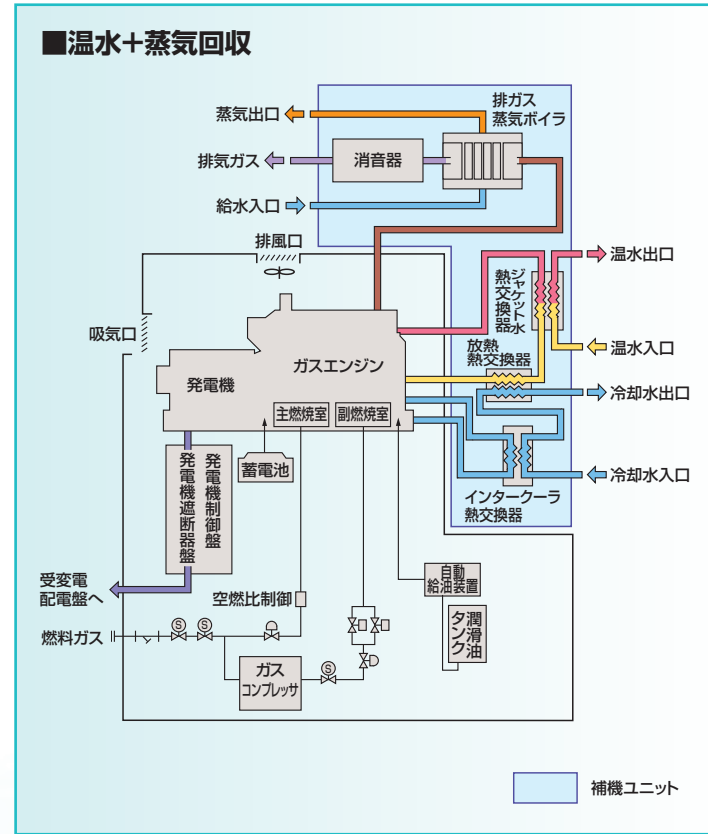 ■温水＋蒸気回収
蒸気出口
排ガス
蒸気ボイラ
排気ガス
消音器
給水入口
排風口
温水出口
ジャケット水
熱交換器
吸気口
温水入口
放熱
熱交換器
ガスエンジン
発電機
冷却水出口
主燃焼室
副燃焼室
蓄電池
冷却水入口
インタークーラ
熱交換器
発電機制御盤
発電機遮断器盤
受変電
配電盤へ
空燃比制御
自動
給油装置
潤滑油
タンク
燃料ガス
S
S
S
ガス
コンプレッサ
補機ユニット